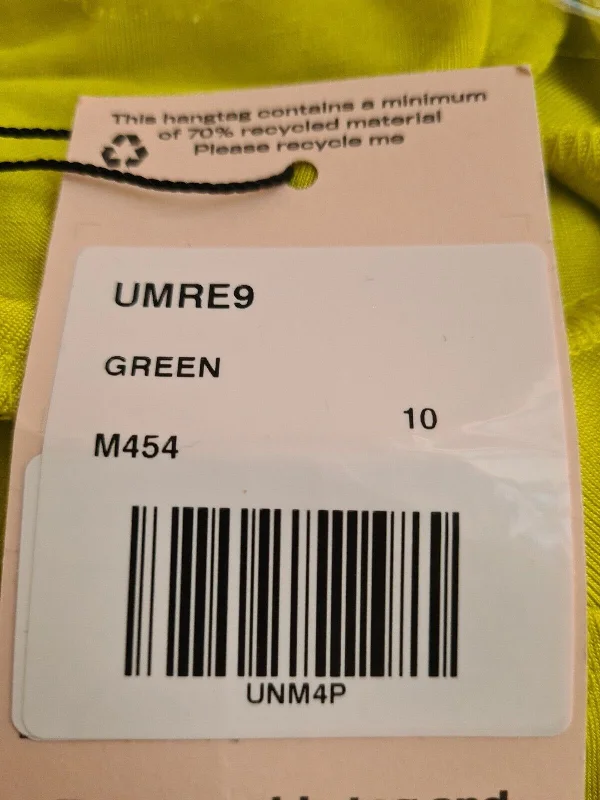 This hangtag contains a minimum
of 70% recycled material
Please recycle me
UMRE9
GREEN
10
M454
UNM4P